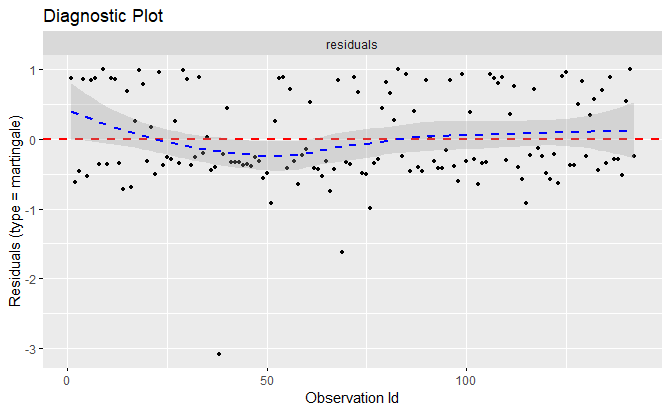 Diagnostic Plot
residuals
1
0
-1
-2
-3
Residuals (type = martingale)
0
50
100
Observation Id